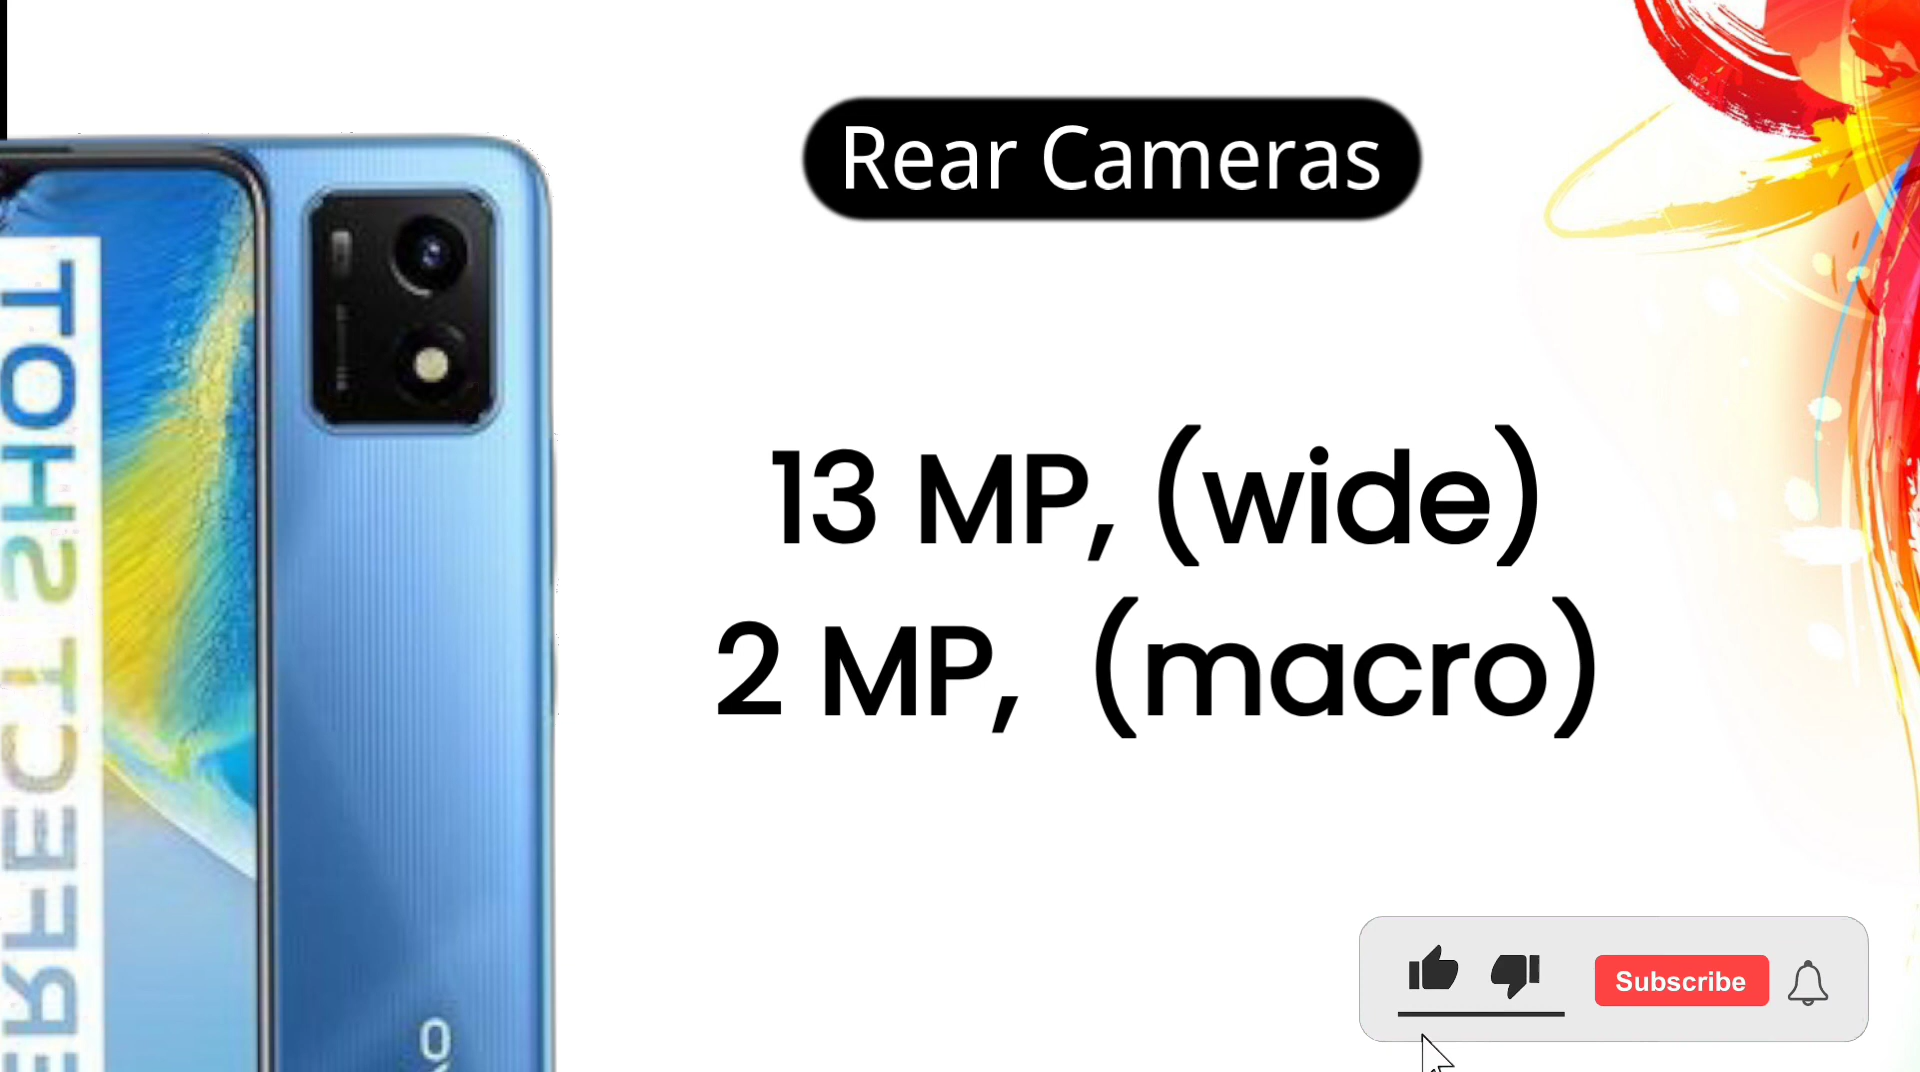 Rear Cameras
13 MP, (wide)
2 MP, (macro)
Subscribe